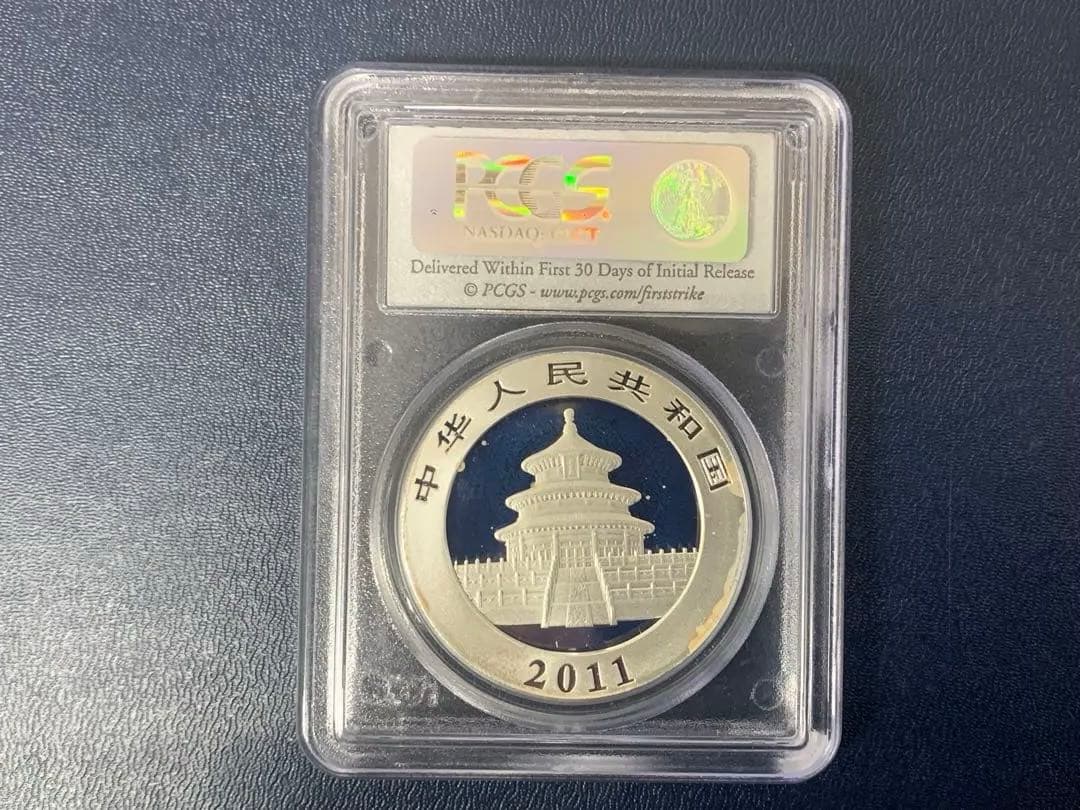 PCGS
NASDAQ: CLCT
Delivered Within First 30 Days of Initial Release
© PCGS - www.pcgs.com/firststrike
中华人民共和国
2011